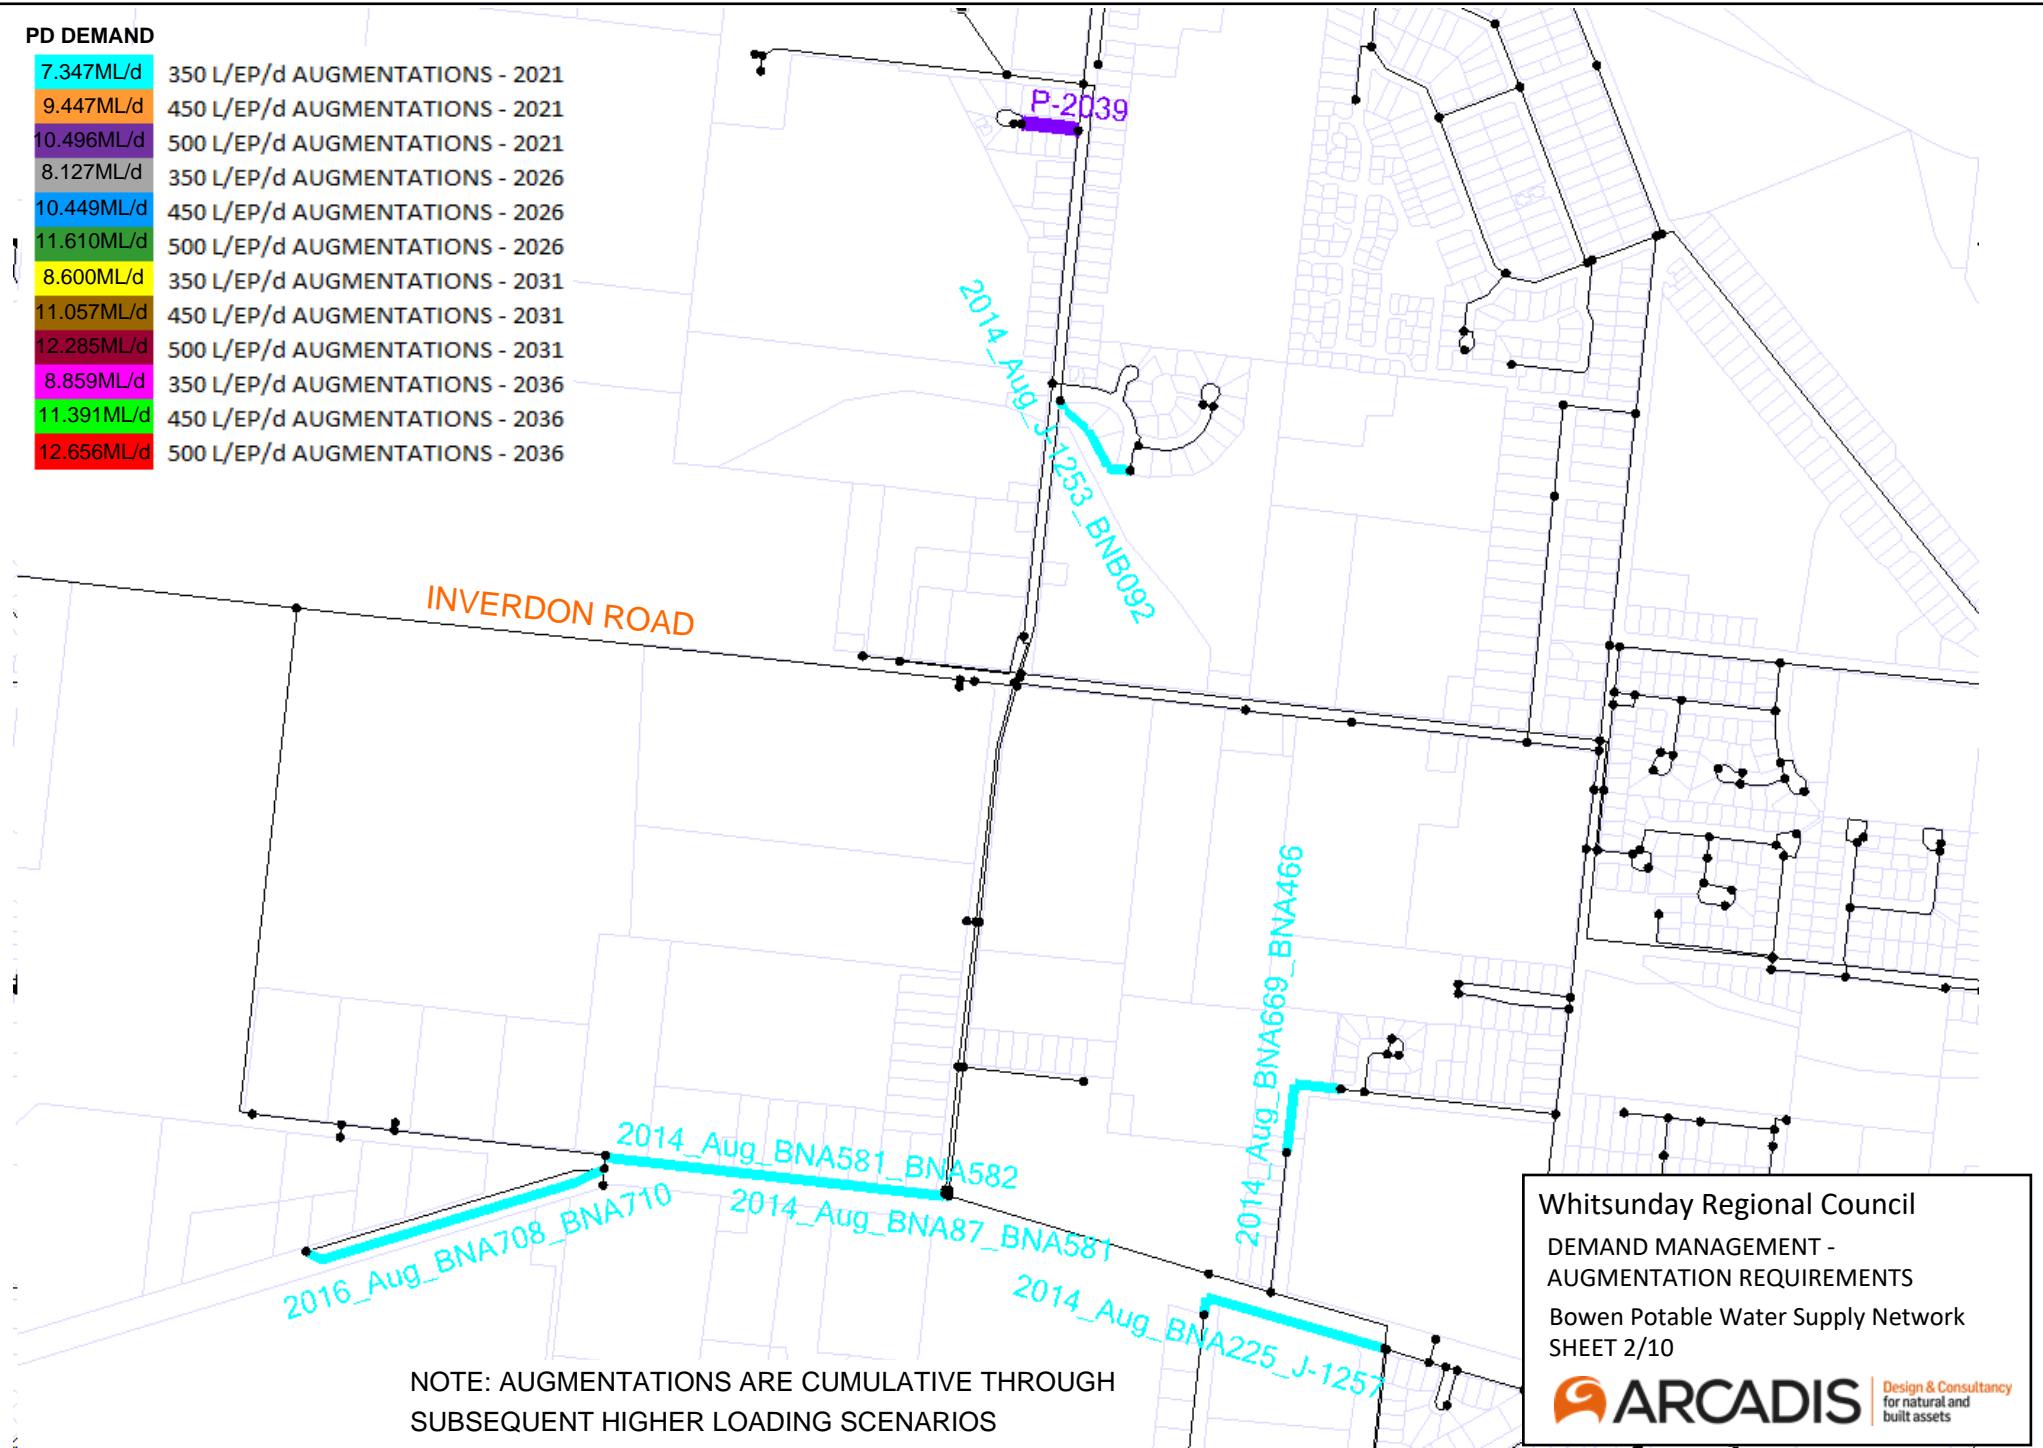 PD DEMAND
7.347ML/d 350 L/EP/d AUGMENTATIONS - 2021
9.447ML/d 450 L/EP/d AUGMENTATIONS - 2021
10.496ML/d 500 L/EP/d AUGMENTATIONS - 2021
8.127ML/d 350 L/EP/d AUGMENTATIONS - 2026
10.449ML/d 450 L/EP/d AUGMENTATIONS - 2026
11.610ML/d 500 L/EP/d AUGMENTATIONS - 2026
8.600ML/d 350 L/EP/d AUGMENTATIONS - 2031
11.057ML/d 450 L/EP/d AUGMENTATIONS - 2031
12.285ML/d 500 L/EP/d AUGMENTATIONS - 2031
8.859ML/d 350 L/EP/d AUGMENTATIONS - 2036
11.391ML/d 450 L/EP/d AUGMENTATIONS - 2036
12.656ML/d 500 L/EP/d AUGMENTATIONS - 2036
P-2039
2014_Aug_J-1253_BNB092
INVERDON ROAD
2014_Aug_BNA669_BNA466
2014_Aug_BNA581_BNA582
2014_Aug_BNA87_BNA581
2016_Aug_BNA708_BNA710
2014_Aug_BNA225_J-1257
NOTE: AUGMENTATIONS ARE CUMULATIVE THROUGH
SUBSEQUENT HIGHER LOADING SCENARIOS
Whitsunday Regional Council
DEMAND MANAGEMENT -
AUGMENTATION REQUIREMENTS
Bowen Potable Water Supply Network
SHEET 2/10
ARCADIS
Design & Consultancy
for natural and
built assets